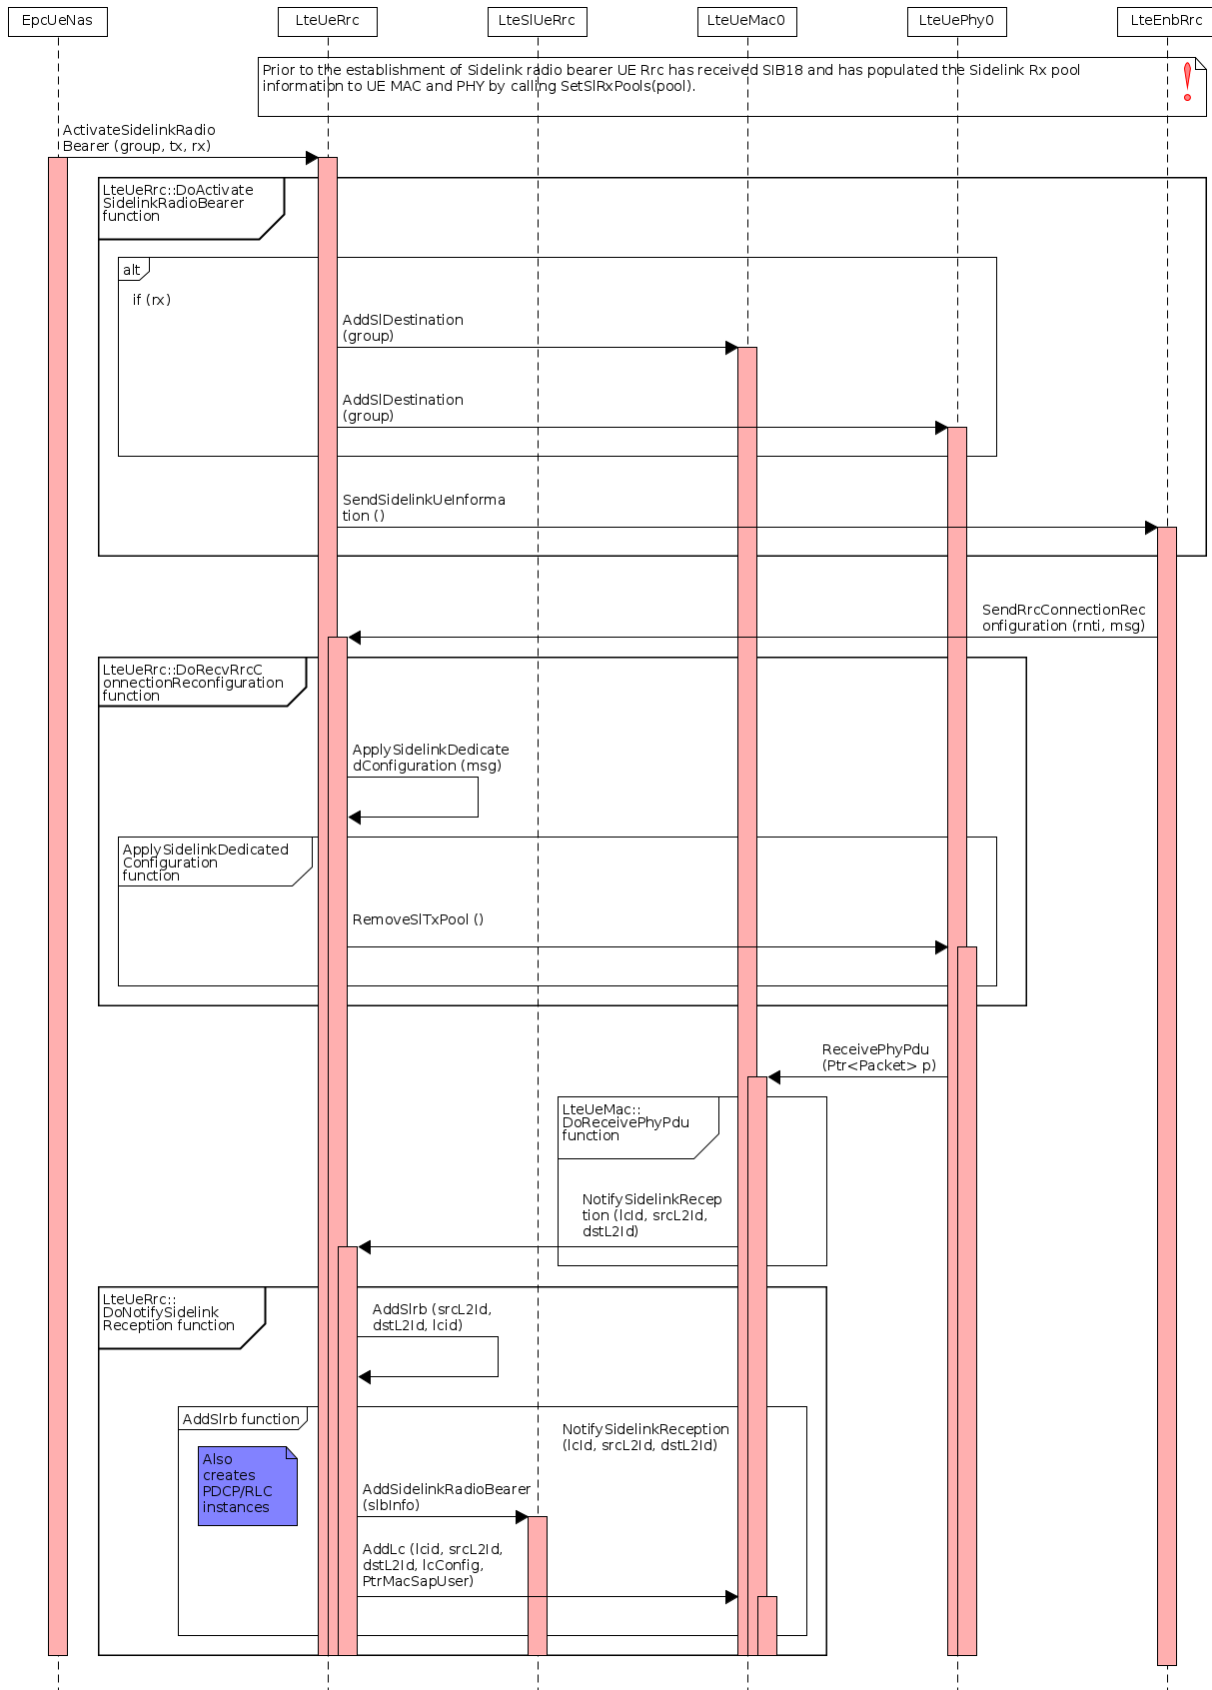 EpcUeNas
LteUeRrc
LteSlUeRrc
LteUeMac0
LteUePhy0
LteEnbRrc
Prior to the establishment of Sidelink radio bearer UE Rrc has received SIB18 and has populated the Sidelink Rx pool
information to UE MAC and PHY by calling SetSlRxPools(pool).
!
ActivateSidelinkRadio
Bearer (group, tx, rx)
LteUeRrc::DoActivate
SidelinkRadioBearer
function
alt
if (rx)
AddSlDestination
(group)
AddSlDestination
(group)
SendSidelinkUeInforma
tion ()
SendRrcConnectionRec
onfiguration (rnti, msg)
LteUeRrc::DoRecvRrcC
onnectionReconfiguration
function
ApplySidelinkDedicate
dConfiguration (msg)
ApplySidelinkDedicated
Configuration
function
RemoveSlTxPool ()
ReceivePhyPdu
(Ptr<Packet> p)
LteUeMac::
DoReceivePhyPdu
function
NotifySidelinkRecep
tion (lcId, srcL2Id,
dstL2Id)
LteUeRrc::
DoNotifySidelink
Reception function
AddSlrb (srcL2Id,
dstL2Id, lcid)
AddSlrb function
NotifySidelinkReception
(lcId, srcL2Id, dstL2Id)
Also
creates
PDCP/RLC
instances
AddSidelinkRadioBearer
(slbInfo)
AddLc (lcid, srcL2Id,
dstL2Id, lcConfig,
PtrMacSapUser)